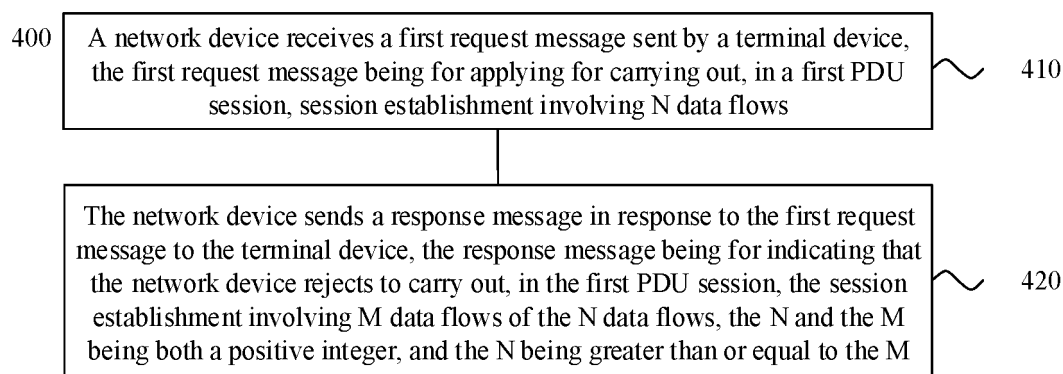 400
A network device receives a first request message sent by a terminal device,
the first request message being for applying for carrying out, in a first PDU
session, session establishment involving N data flows
410
The network device sends a response message in response to the first request
message to the terminal device, the response message being for indicating that
the network device rejects to carry out, in the first PDU session, the session
establishment involving M data flows of the N data flows, the N and the M
being both a positive integer, and the N being greater than or equal to the M
420